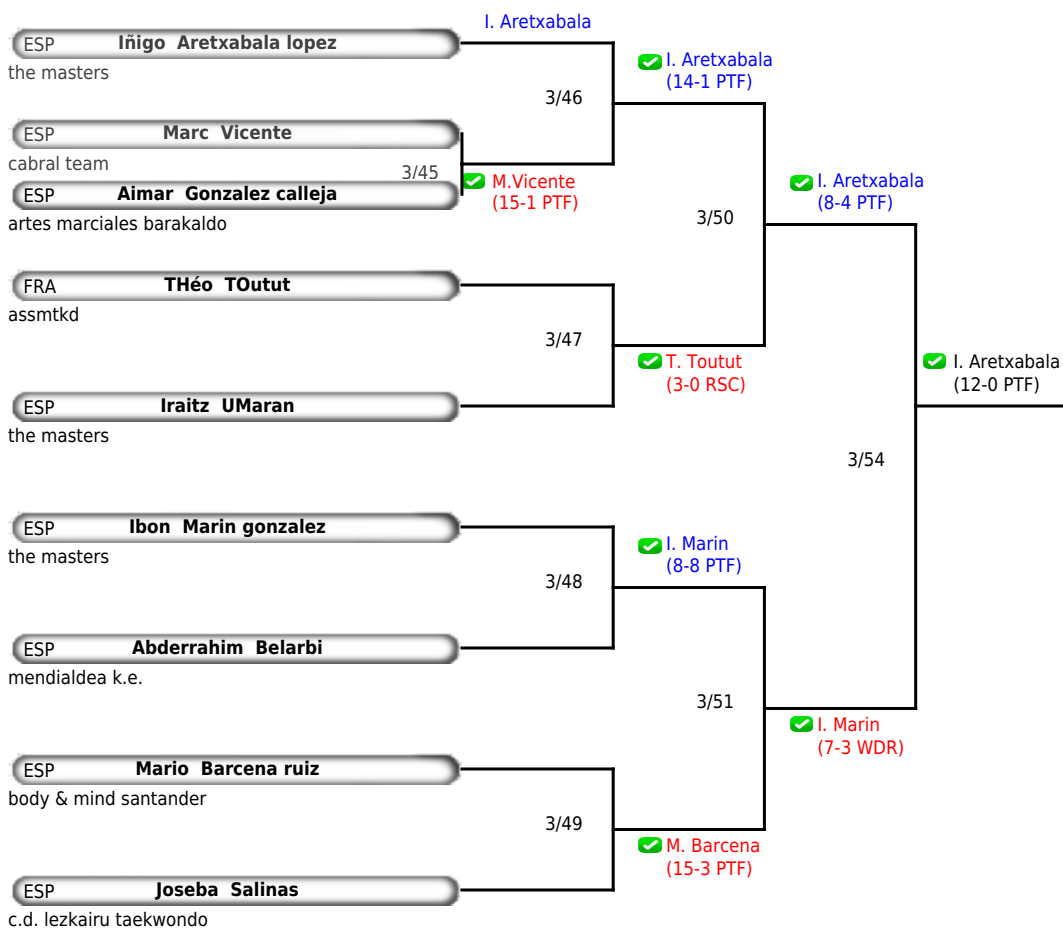 I. Aretxabala
ESP Iñigo Aretxabala lopez
the masters
I. Aretxabala
(14-1 PTF)
3/46
ESP Marc Vicente
cabral team
3/45
M.Vicente
(15-1 PTF)
ESP Aimar Gonzalez calleja
artes marciales barakaldo
I. Aretxabala
(8-4 PTF)
3/50
FRA THéo TOutut
assmtkd
3/47
T. Toutut
(3-0 RSC)
I. Aretxabala
(12-0 PTF)
ESP Iraitz UMaran
the masters
3/54
ESP Ibon Marin gonzalez
the masters
I. Marin
(8-8 PTF)
3/48
ESP Abderrahim Belarbi
mendialdea k.e.
3/51
I. Marin
(7-3 WDR)
ESP Mario Barcena ruiz
body & mind santander
3/49
M. Barcena
(15-3 PTF)
ESP Joseba Salinas
c.d. lezkairu taekwondo